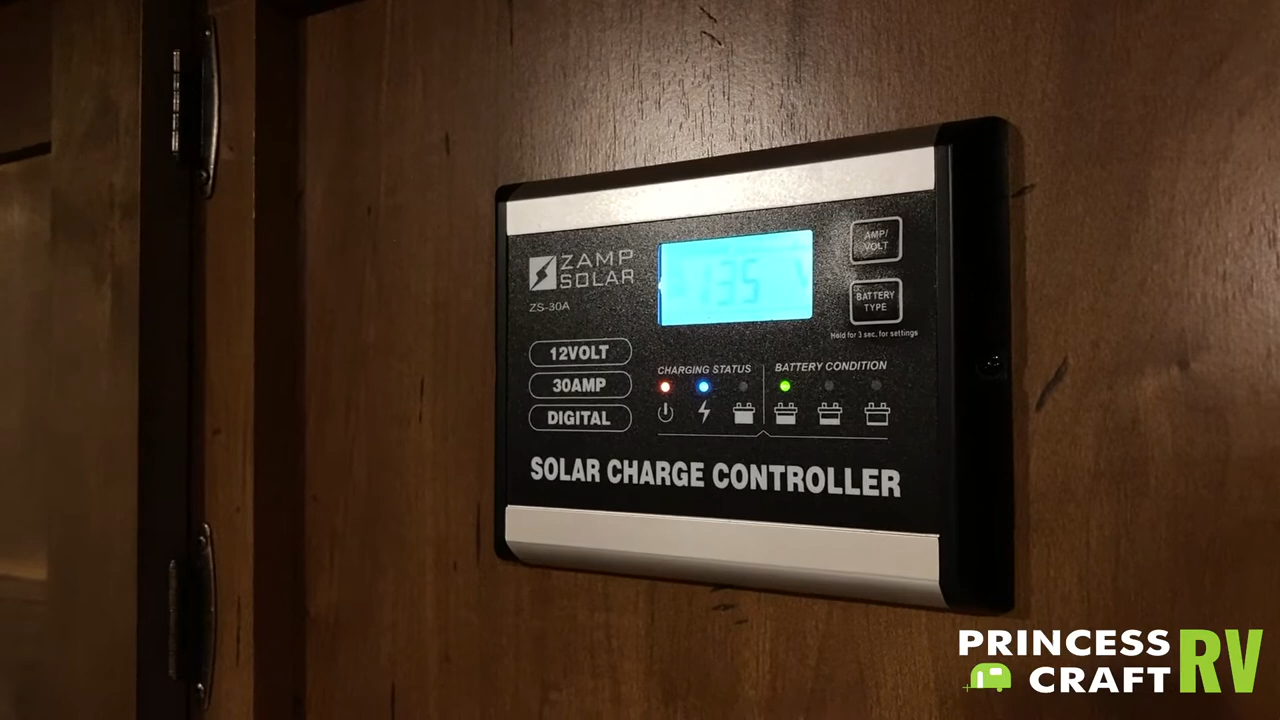 ZAMP
SOLAR
ZS-30A
AMP/
VOLT
BATTERY
TYPE
Hold for 3 sec. for settings
12VOLT
30AMP
DIGITAL
CHARGING STATUS
BATTERY CONDITION
SOLAR CHARGE CONTROLLER
PRINCESS
CRAFT
RV